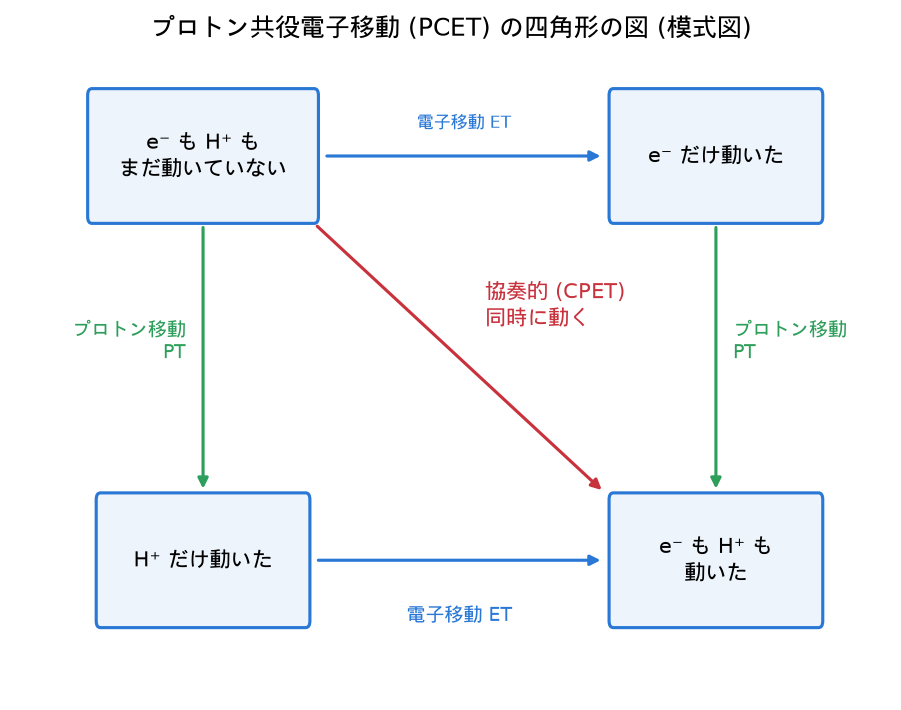 プロトン共役電子移動 (PCET) の四角形の図 (模式図)
e⁻ も H⁺ も
まだ動いていない
電子移動 ET
e⁻ だけ動いた
協奏的 (CPET)
同時に動く
プロトン移動
PT
プロトン移動
PT
H⁺ だけ動いた
電子移動 ET
e⁻ も H⁺ も
動いた